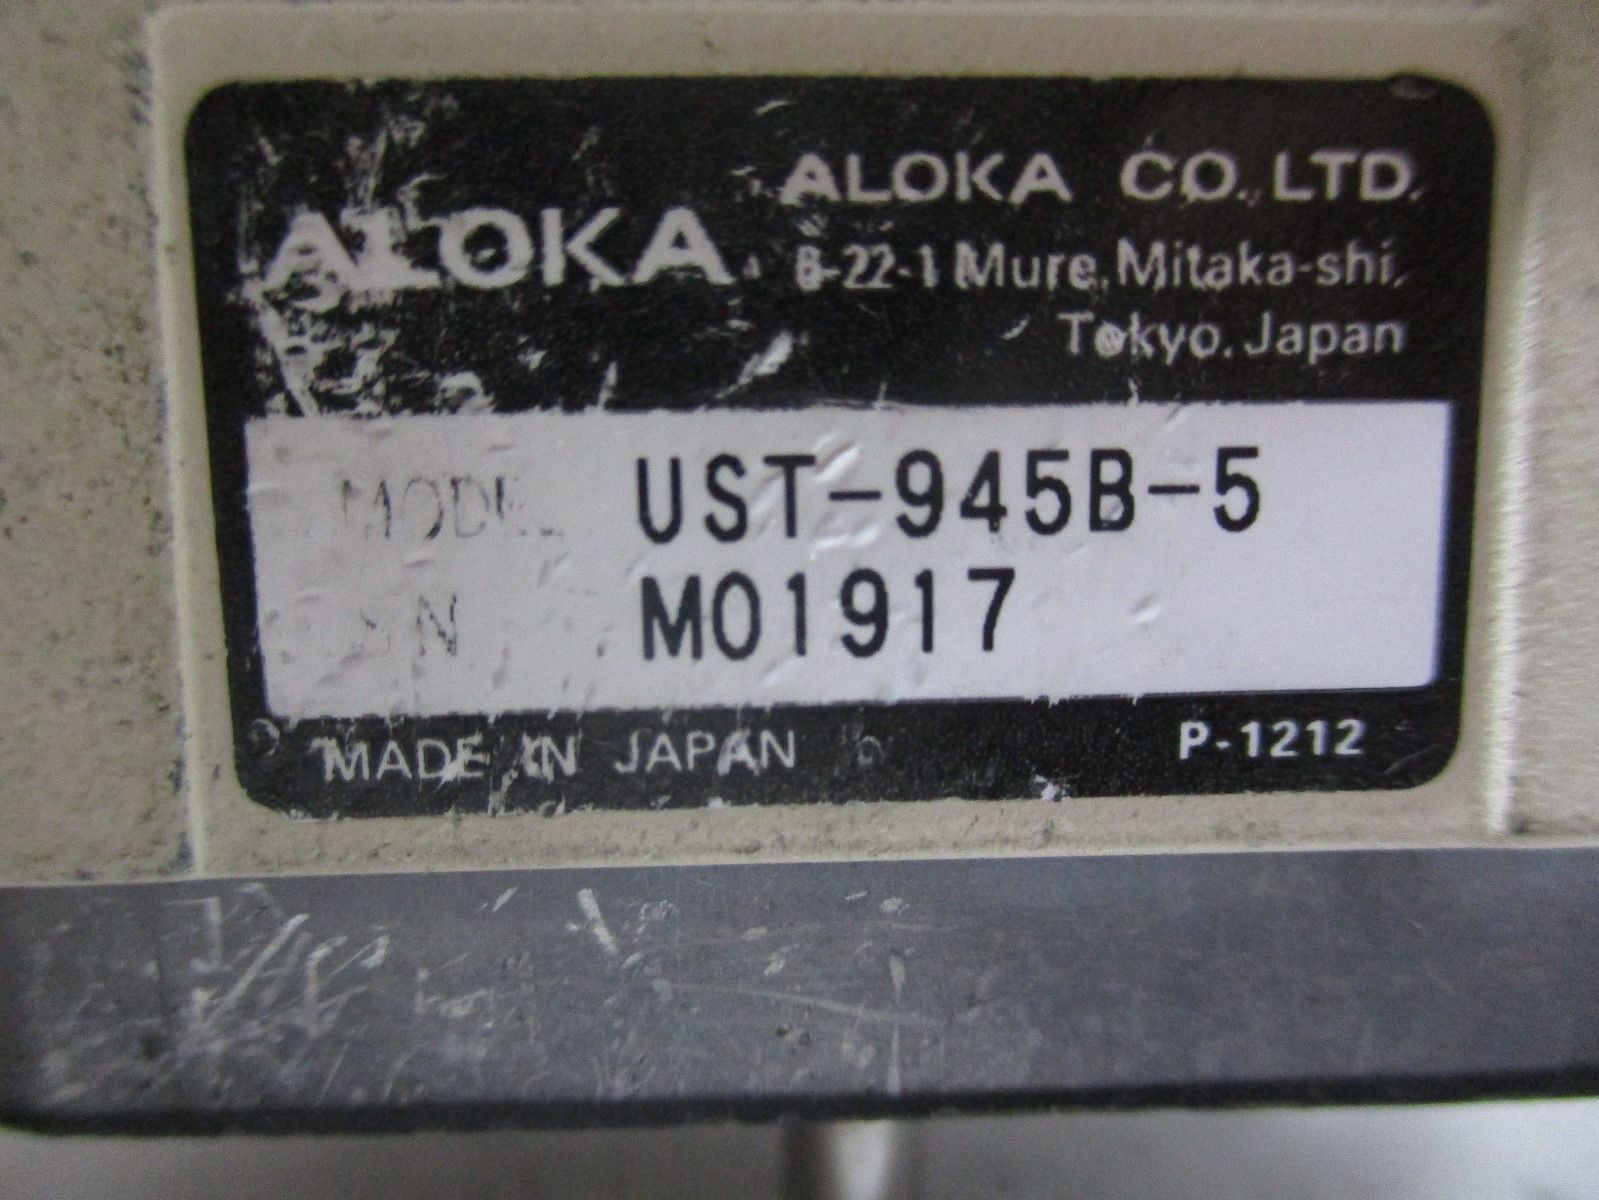 ALOKA
ALOKA CO. LTD.
6-22-1 Mure, Mitaka-shi,
Tokyo, Japan
MODEL UST-945B-5
SN M01917
MADE IN JAPAN
P-1212